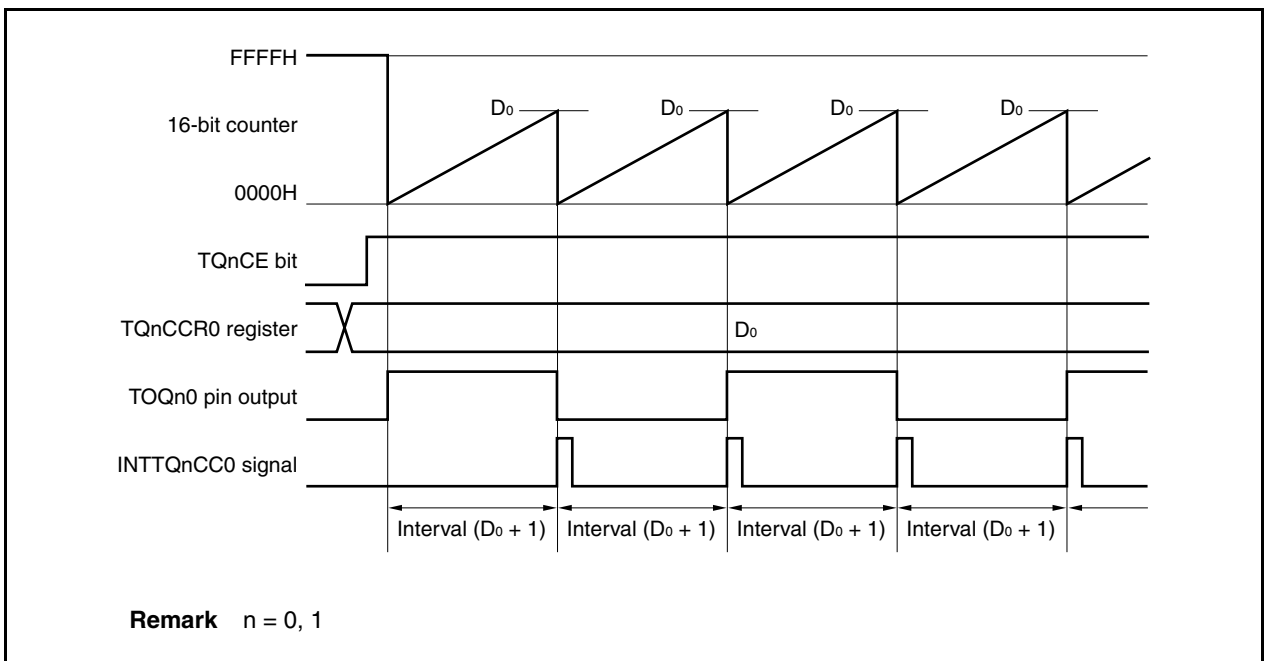 FFFFH
D0 D0 D0 D0
16-bit counter
0000H
TQnCE bit
TQnCCR0 register
D0
TOQn0 pin output
INTTQnCC0 signal
Interval (D0 + 1) Interval (D0 + 1) Interval (D0 + 1) Interval (D0 + 1)
Remark n = 0, 1